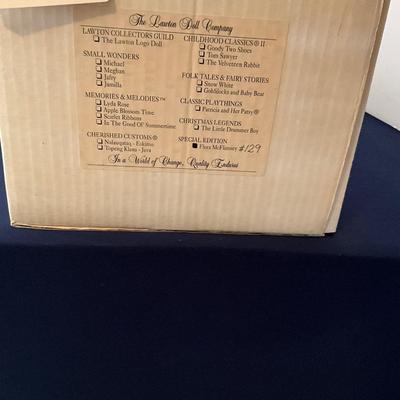 The Lawton Doll Company
LAWTON COLLECTORS GUILD
The Lawton Logo Doll
SMALL WONDERS
Michael
Meghan
Jafry
Jamilla
MEMORIES & MELODIES™
Lyda Rose
Apple Blossom Time
Scarlet Ribbons
In The Good Ol' Summertime
CHERISHED CUSTOMS®
Nalauqataq - Eskimo
Topeng Klana - Java
CHILDHOOD CLASSICS® II
Goody Two Shoes
Tom Sawyer
The Velveteen Rabbit
FOLK TALES & FAIRY STORIES
Snow White
Goldilocks and Baby Bear
CLASSIC PLAYTHINGS
Patricia and Her Patsy®
CHRISTMAS LEGENDS
The Little Drummer Boy
SPECIAL EDITION
Flora McFlimsey #129
In a World of Change, Quality Endures